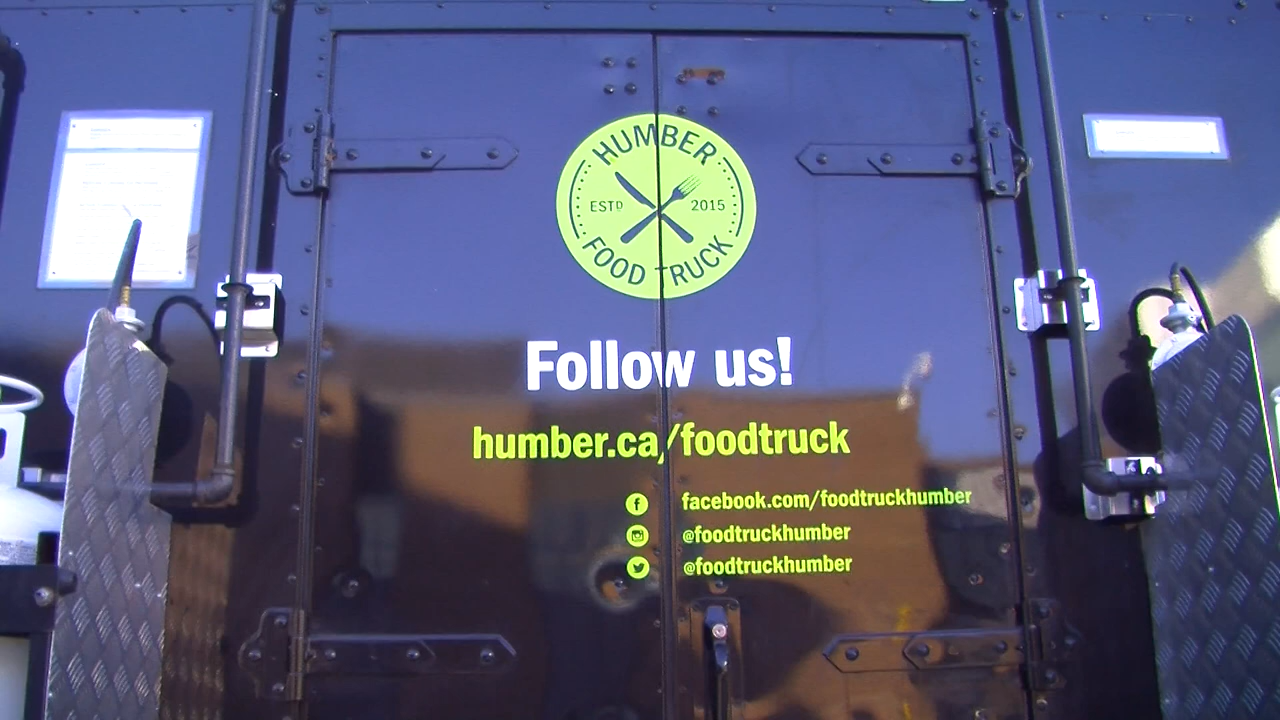 HUMBER
ESTD 2015
FOOD TRUCK
Follow us!
humber.ca/foodtruck
facebook.com/foodtruckhumber
@foodtruckhumber
@foodtruckhumber